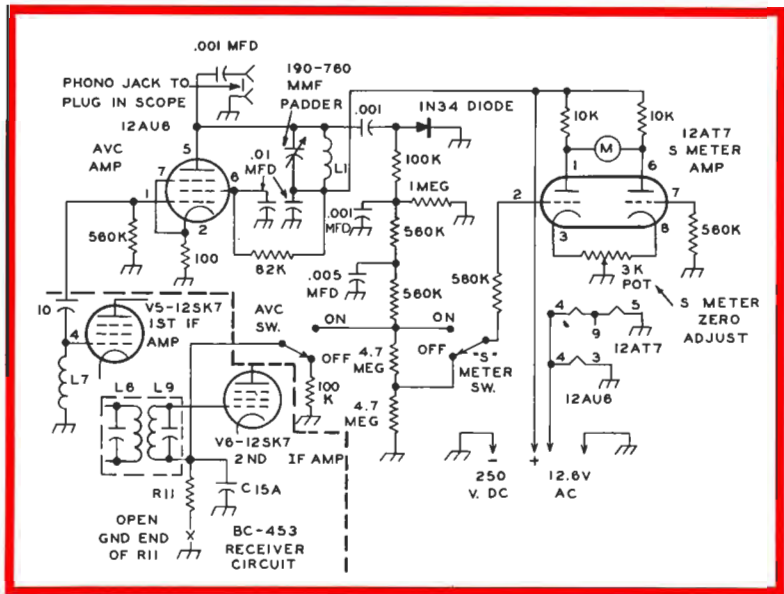 .001 MFD
PHONO JACK TO
PLUG IN SCOPE
190-760
MMF
PADDER
12AU6
AVC
AMP
5
7
6
1
2
.01
MFD
L1
.001
1N34 DIODE
100K
1MEG
.001
MFD
560K
100
82K
560K
.005
MFD
560K
10K
10K
M
12AT7
S METER
AMP
1
6
2
7
3
8
560K
560K
3K
POT
S METER
ZERO
ADJUST
10
V5-12SK7
1ST IF
AMP
4
L7
AVC
SW.
ON
OFF
100
K
ON
OFF
"S"
METER
SW.
4.7
MEG
4.7
MEG
4
5
9
12AT7
4
3
12AU6
L8
L9
V6-12SK7
2ND
IF AMP
R11
C15A
OPEN
GND END
OF R11
BC-453
RECEIVER
CIRCUIT
-
250
V. DC
+
12.6V
AC